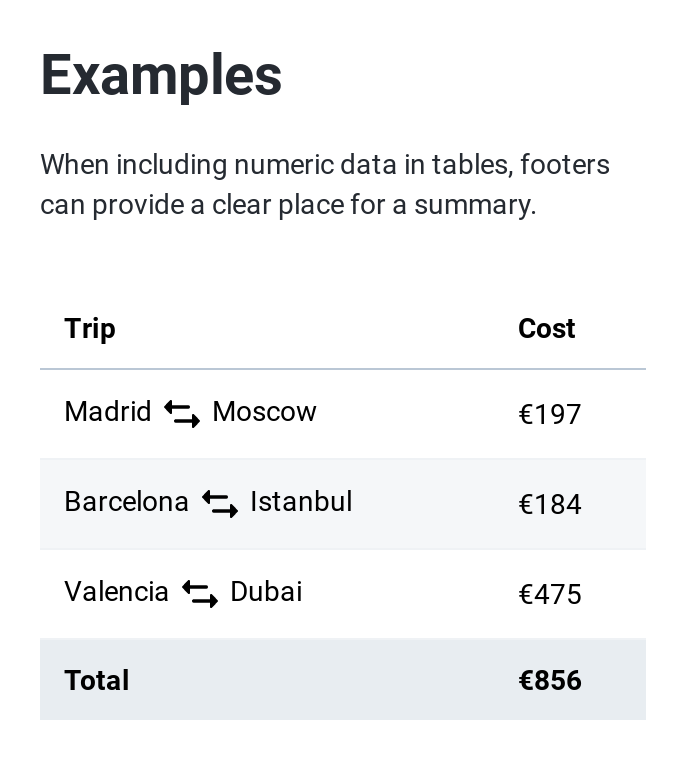 Examples
When including numeric data in tables, footers
can provide a clear place for a summary.
Trip Cost
Madrid ⇆ Moscow €197
Barcelona ⇆ Istanbul €184
Valencia ⇆ Dubai €475
Total €856